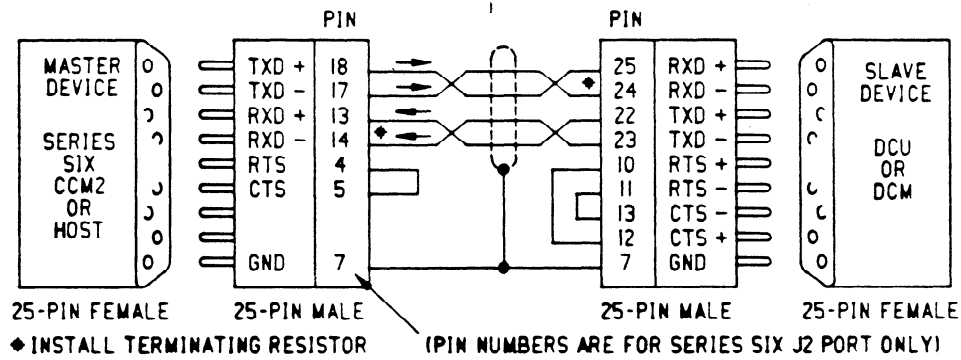 PIN PIN
MASTER DEVICE
SERIES SIX CCM2 OR HOST
TXD + 18
TXD - 17
RXD + 13
RXD - 14
RTS 4
CTS 5
GND 7
25 RXD +
24 RXD -
22 TXD +
23 TXD -
10 RTS +
11 RTS -
13 CTS -
12 CTS +
7 GND
SLAVE DEVICE
DCU OR DCM
25-PIN FEMALE 25-PIN MALE 25-PIN MALE 25-PIN FEMALE
INSTALL TERMINATING RESISTOR (PIN NUMBERS ARE FOR SERIES SIX J2 PORT ONLY)